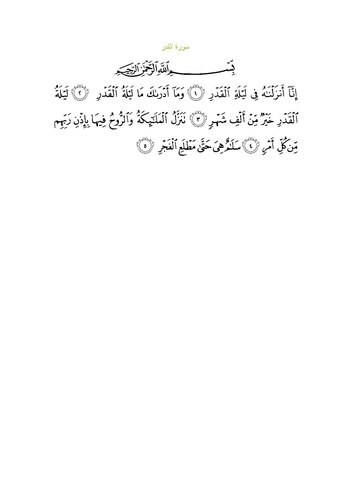 سورة القدر
بِسْمِ ٱللَّهِ ٱلرَّحْمَٰنِ ٱلرَّحِيمِ
إِنَّآ أَنزَلْنَٰهُ فِى لَيْلَةِ ٱلْقَدْرِ ١ وَمَآ أَدْرَىٰكَ مَا لَيْلَةُ ٱلْقَدْرِ ٢ لَيْلَةُ
ٱلْقَدْرِ خَيْرٌ مِّنْ أَلْفِ شَهْرٍ ٣ تَنَزَّلُ ٱلْمَلَٰٓئِكَةُ وَٱلرُّوحُ فِيهَا بِإِذْنِ رَبِّهِم
مِّن كُلِّ أَمْرٍ ٤ سَلَٰمٌ هِىَ حَتَّىٰ مَطْلَعِ ٱلْفَجْرِ ٥